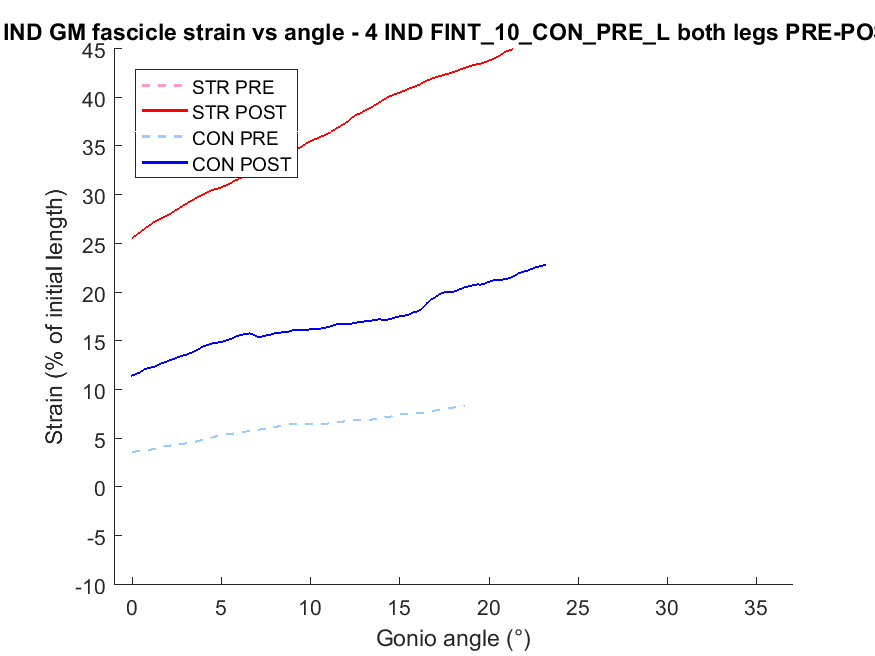 IND GM fascicle strain vs angle - 4 IND FINT_10_CON_PRE_L both legs PRE-POS
45
40
35
30
25
20
15
10
5
0
-5
-10
STR PRE
STR POST
CON PRE
CON POST
Strain (% of initial length)
0 5 10 15 20 25 30 35
Gonio angle (°)